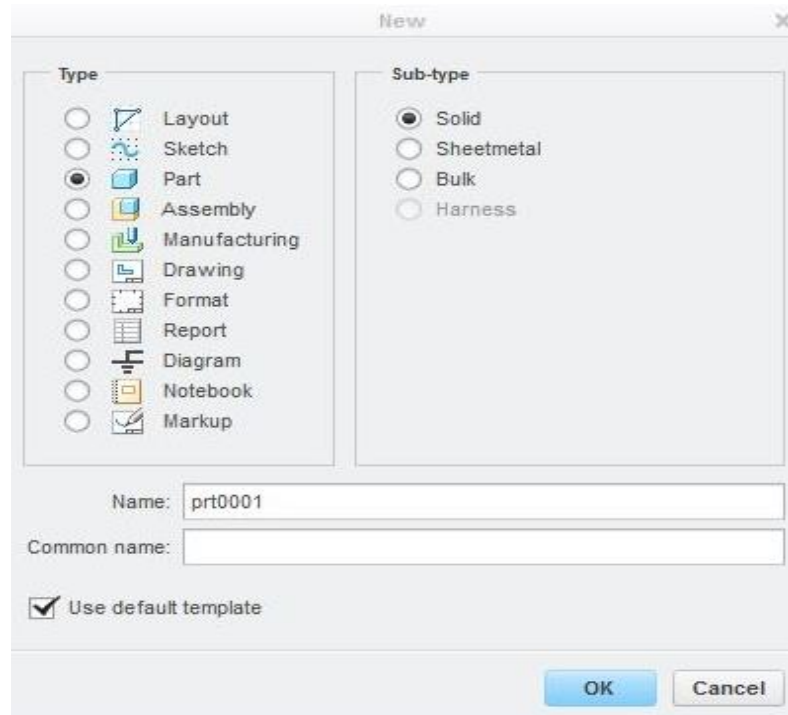 New
Type
Layout
Sketch
Part
Assembly
Manufacturing
Drawing
Format
Report
Diagram
Notebook
Markup
Sub-type
Solid
Sheetmetal
Bulk
Harness
Name: prt0001
Common name:
Use default template
OK Cancel